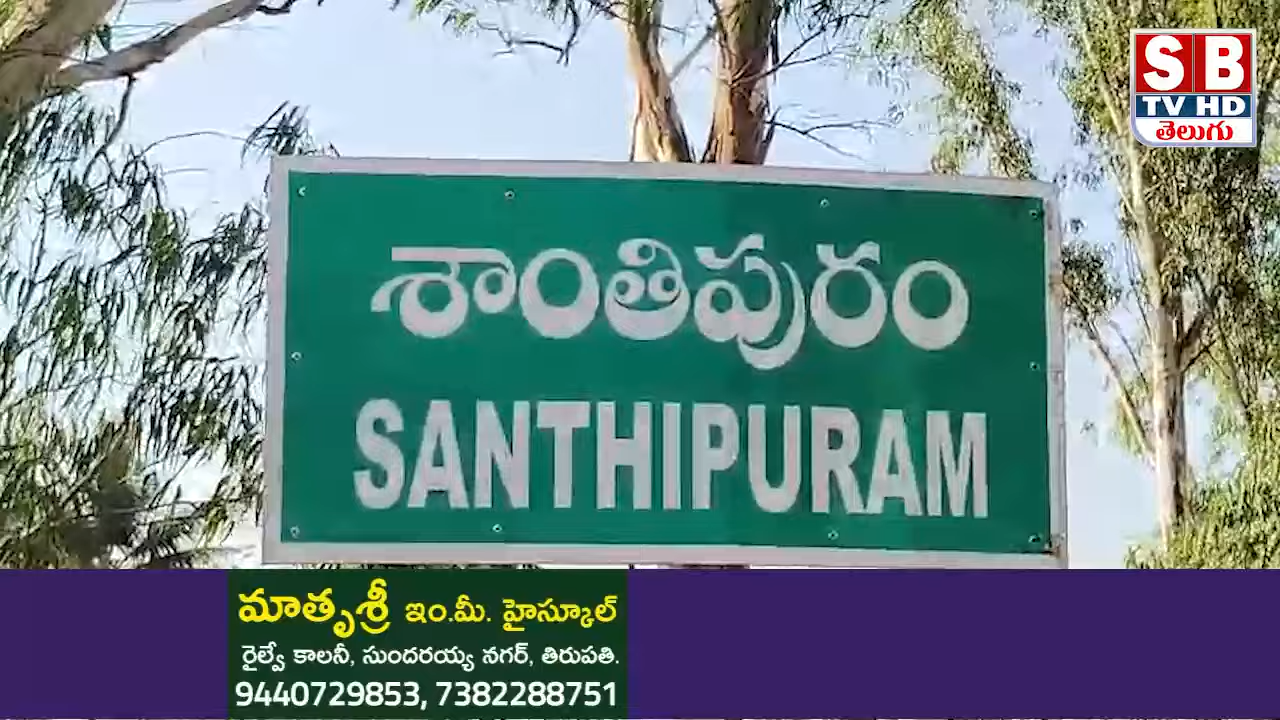 SB
TV HD
తెలుగు
శాంతిపురం
SANTHIPURAM
మాతృశ్రీ ఇం.మీ. హైస్కూల్
రైల్వే కాలనీ, సుందరయ్య నగర్, తిరుపతి.
9440729853, 7382288751